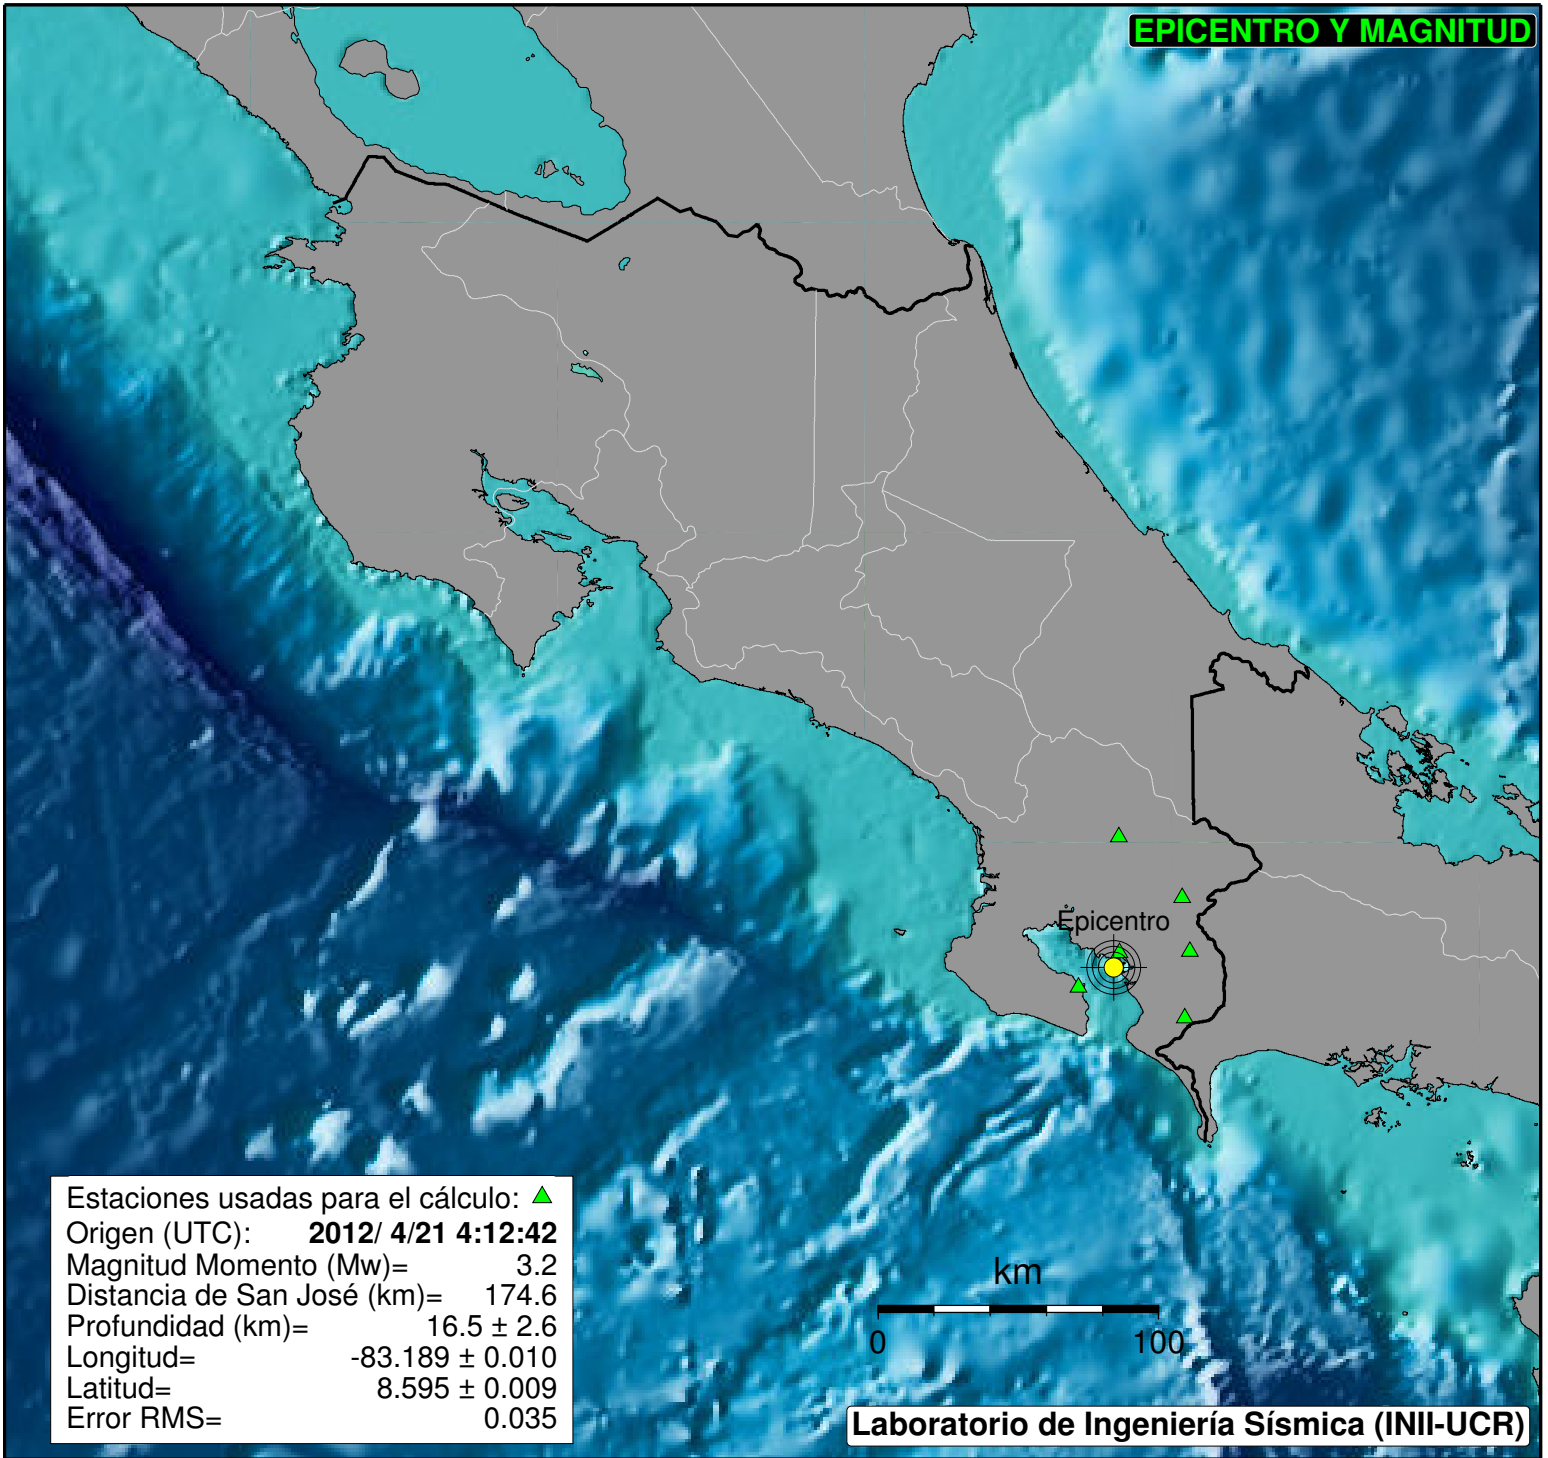 EPICENTRO Y MAGNITUD
Epicentro
Estaciones usadas para el cálculo:
Origen (UTC): 2012/ 4/21 4:12:42
Magnitud Momento (Mw)= 3.2
Distancia de San José (km)= 174.6
Profundidad (km)= 16.5 ± 2.6
Longitud= -83.189 ± 0.010
Latitud= 8.595 ± 0.009
Error RMS= 0.035
km
0 100
Laboratorio de Ingeniería Sísmica (INII-UCR)